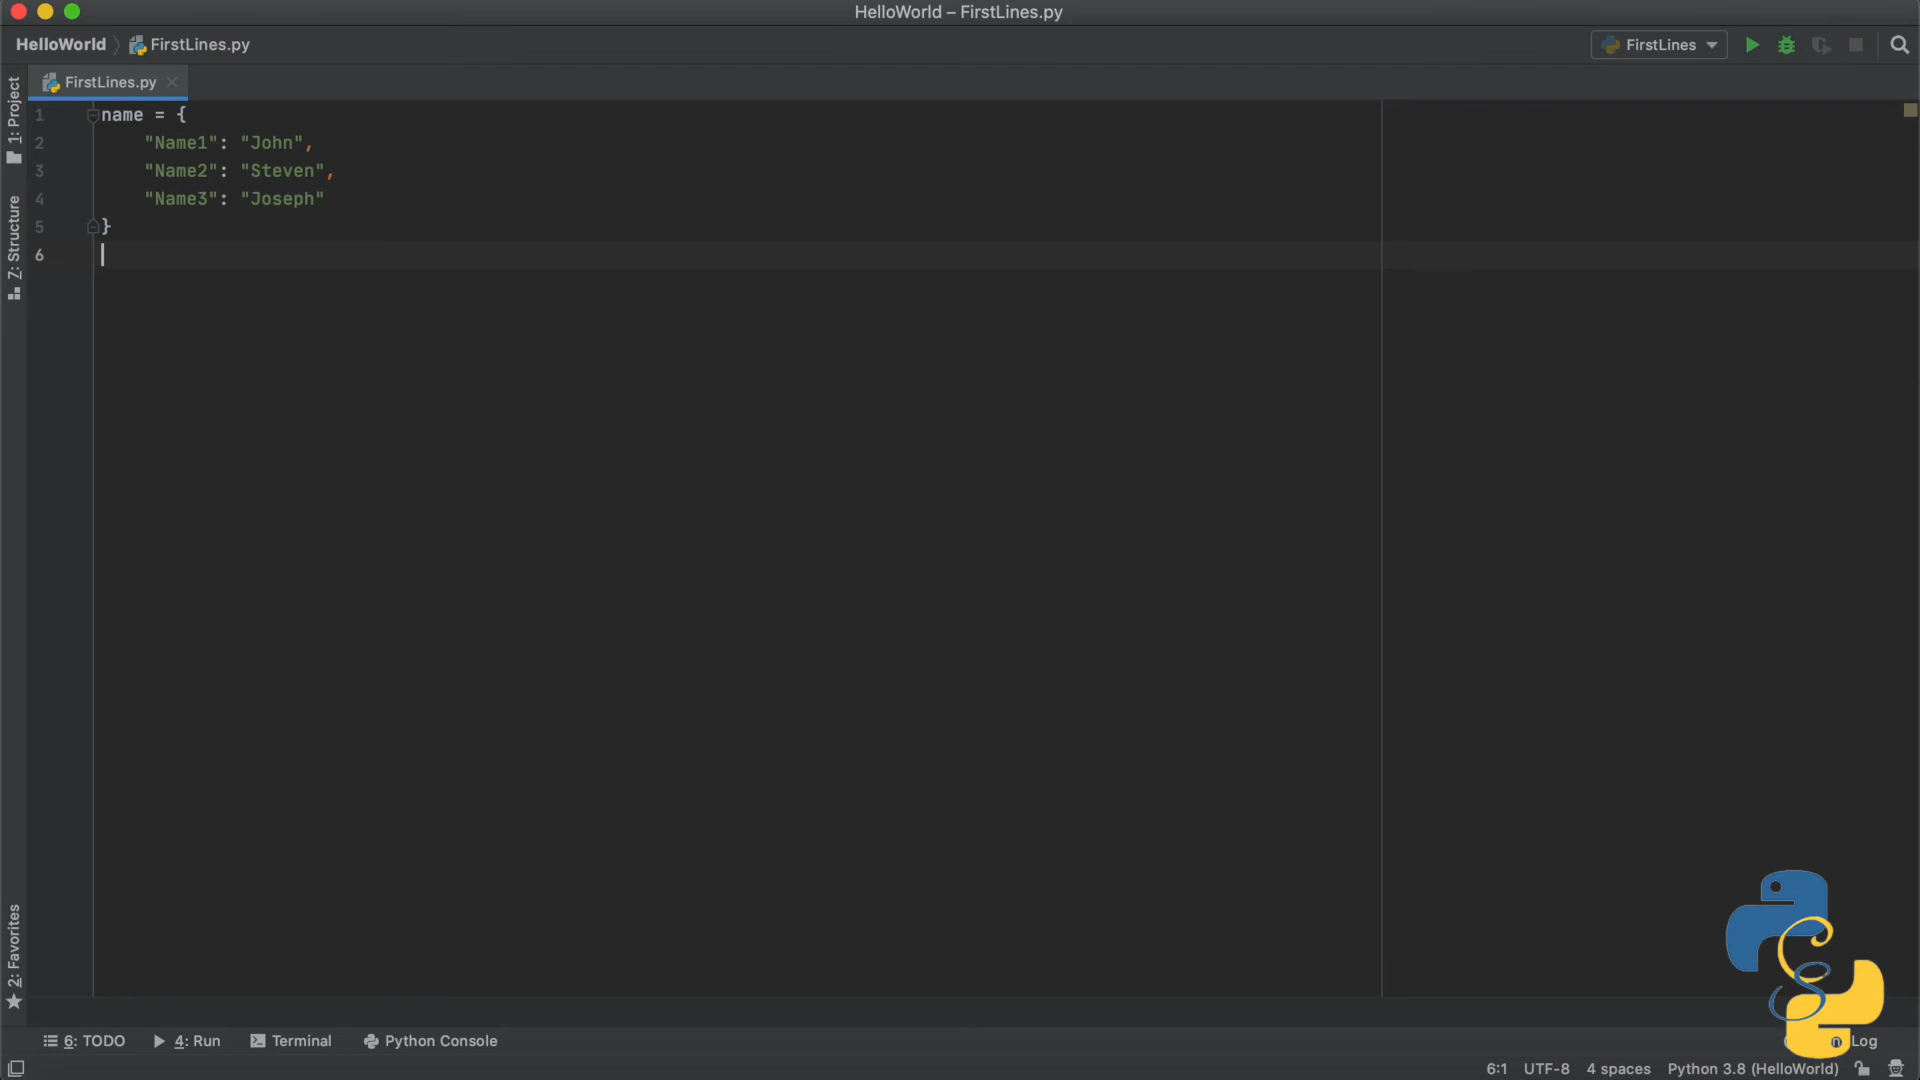 HelloWorld – FirstLines.py
HelloWorld FirstLines.py
FirstLines
FirstLines.py
1: Project
Z: Structure
2: Favorites
1 name = {
2 "Name1": "John",
3 "Name2": "Steven",
4 "Name3": "Joseph"
5 }
6
6: TODO 4: Run Terminal Python Console Log
6:1 UTF-8 4 spaces Python 3.8 (HelloWorld)